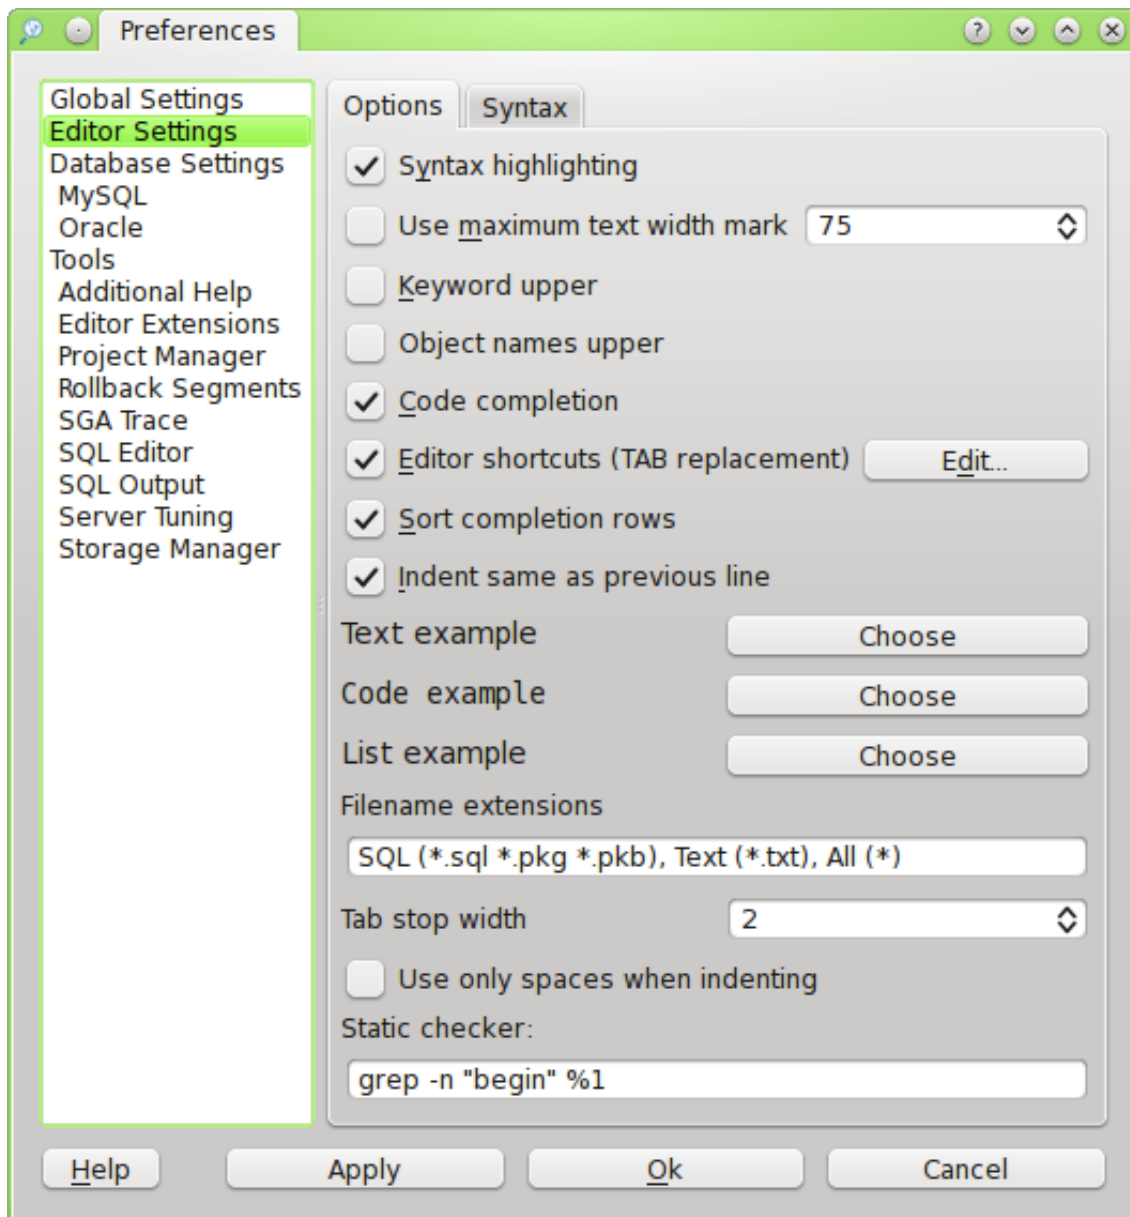 Preferences
Global Settings
Editor Settings
Database Settings
MySQL
Oracle
Tools
Additional Help
Editor Extensions
Project Manager
Rollback Segments
SGA Trace
SQL Editor
SQL Output
Server Tuning
Storage Manager
Options Syntax
Syntax highlighting
Use maximum text width mark 75
Keyword upper
Object names upper
Code completion
Editor shortcuts (TAB replacement) Edit...
Sort completion rows
Indent same as previous line
Text example Choose
Code example Choose
List example Choose
Filename extensions
SQL (*.sql *.pkg *.pkb), Text (*.txt), All (*)
Tab stop width 2
Use only spaces when indenting
Static checker:
grep -n "begin" %1
Help Apply Ok Cancel